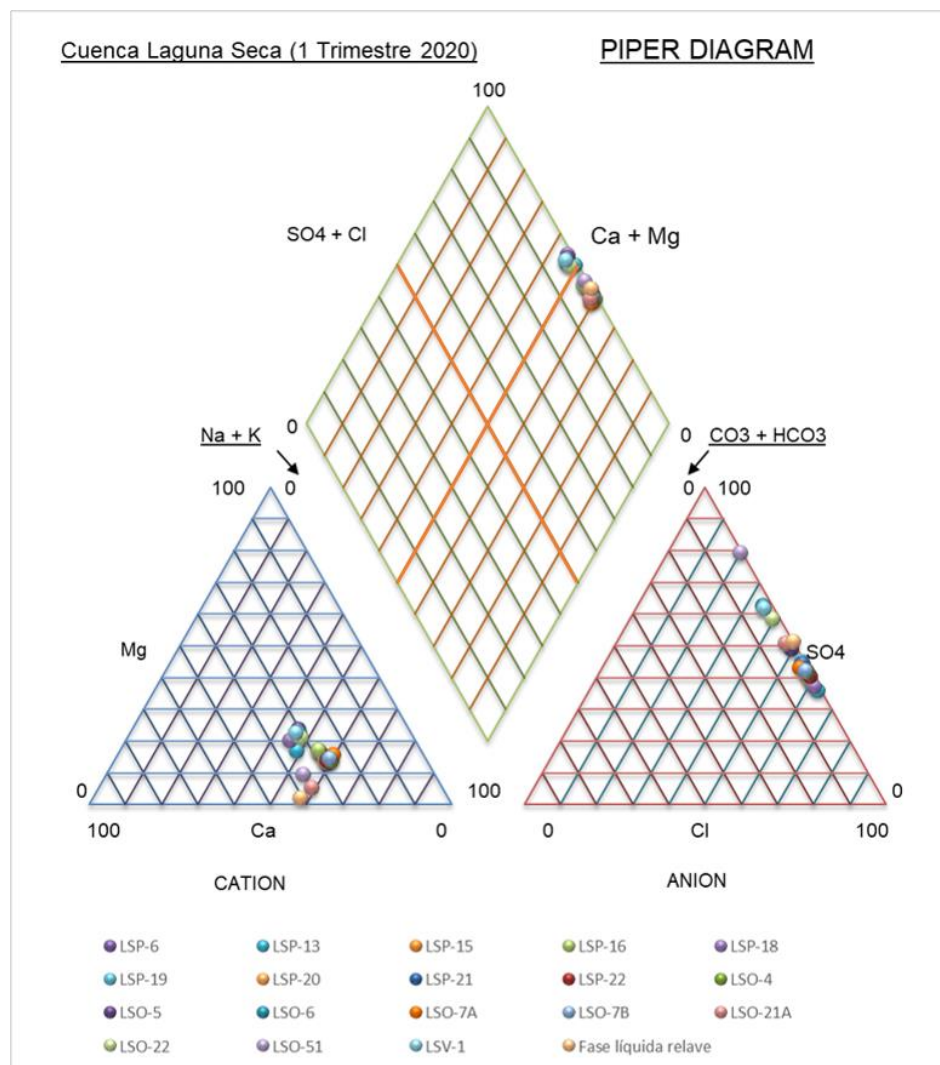 Cuenca Laguna Seca (1 Trimestre 2020) PIPER DIAGRAM
100
SO4 + Cl Ca + Mg
0 0
Na + K CO3 + HCO3
100 0 0 100
Mg SO4
0 100 0
100 Ca 0 0 Cl 100
CATION ANION
LSP-6 LSP-13 LSP-15 LSP-16 LSP-18
LSP-19 LSP-20 LSP-21 LSP-22 LSO-4
LSO-5 LSO-6 LSO-7A LSO-7B LSO-21A
LSO-22 LSO-51 LSV-1 Fase líquida relave